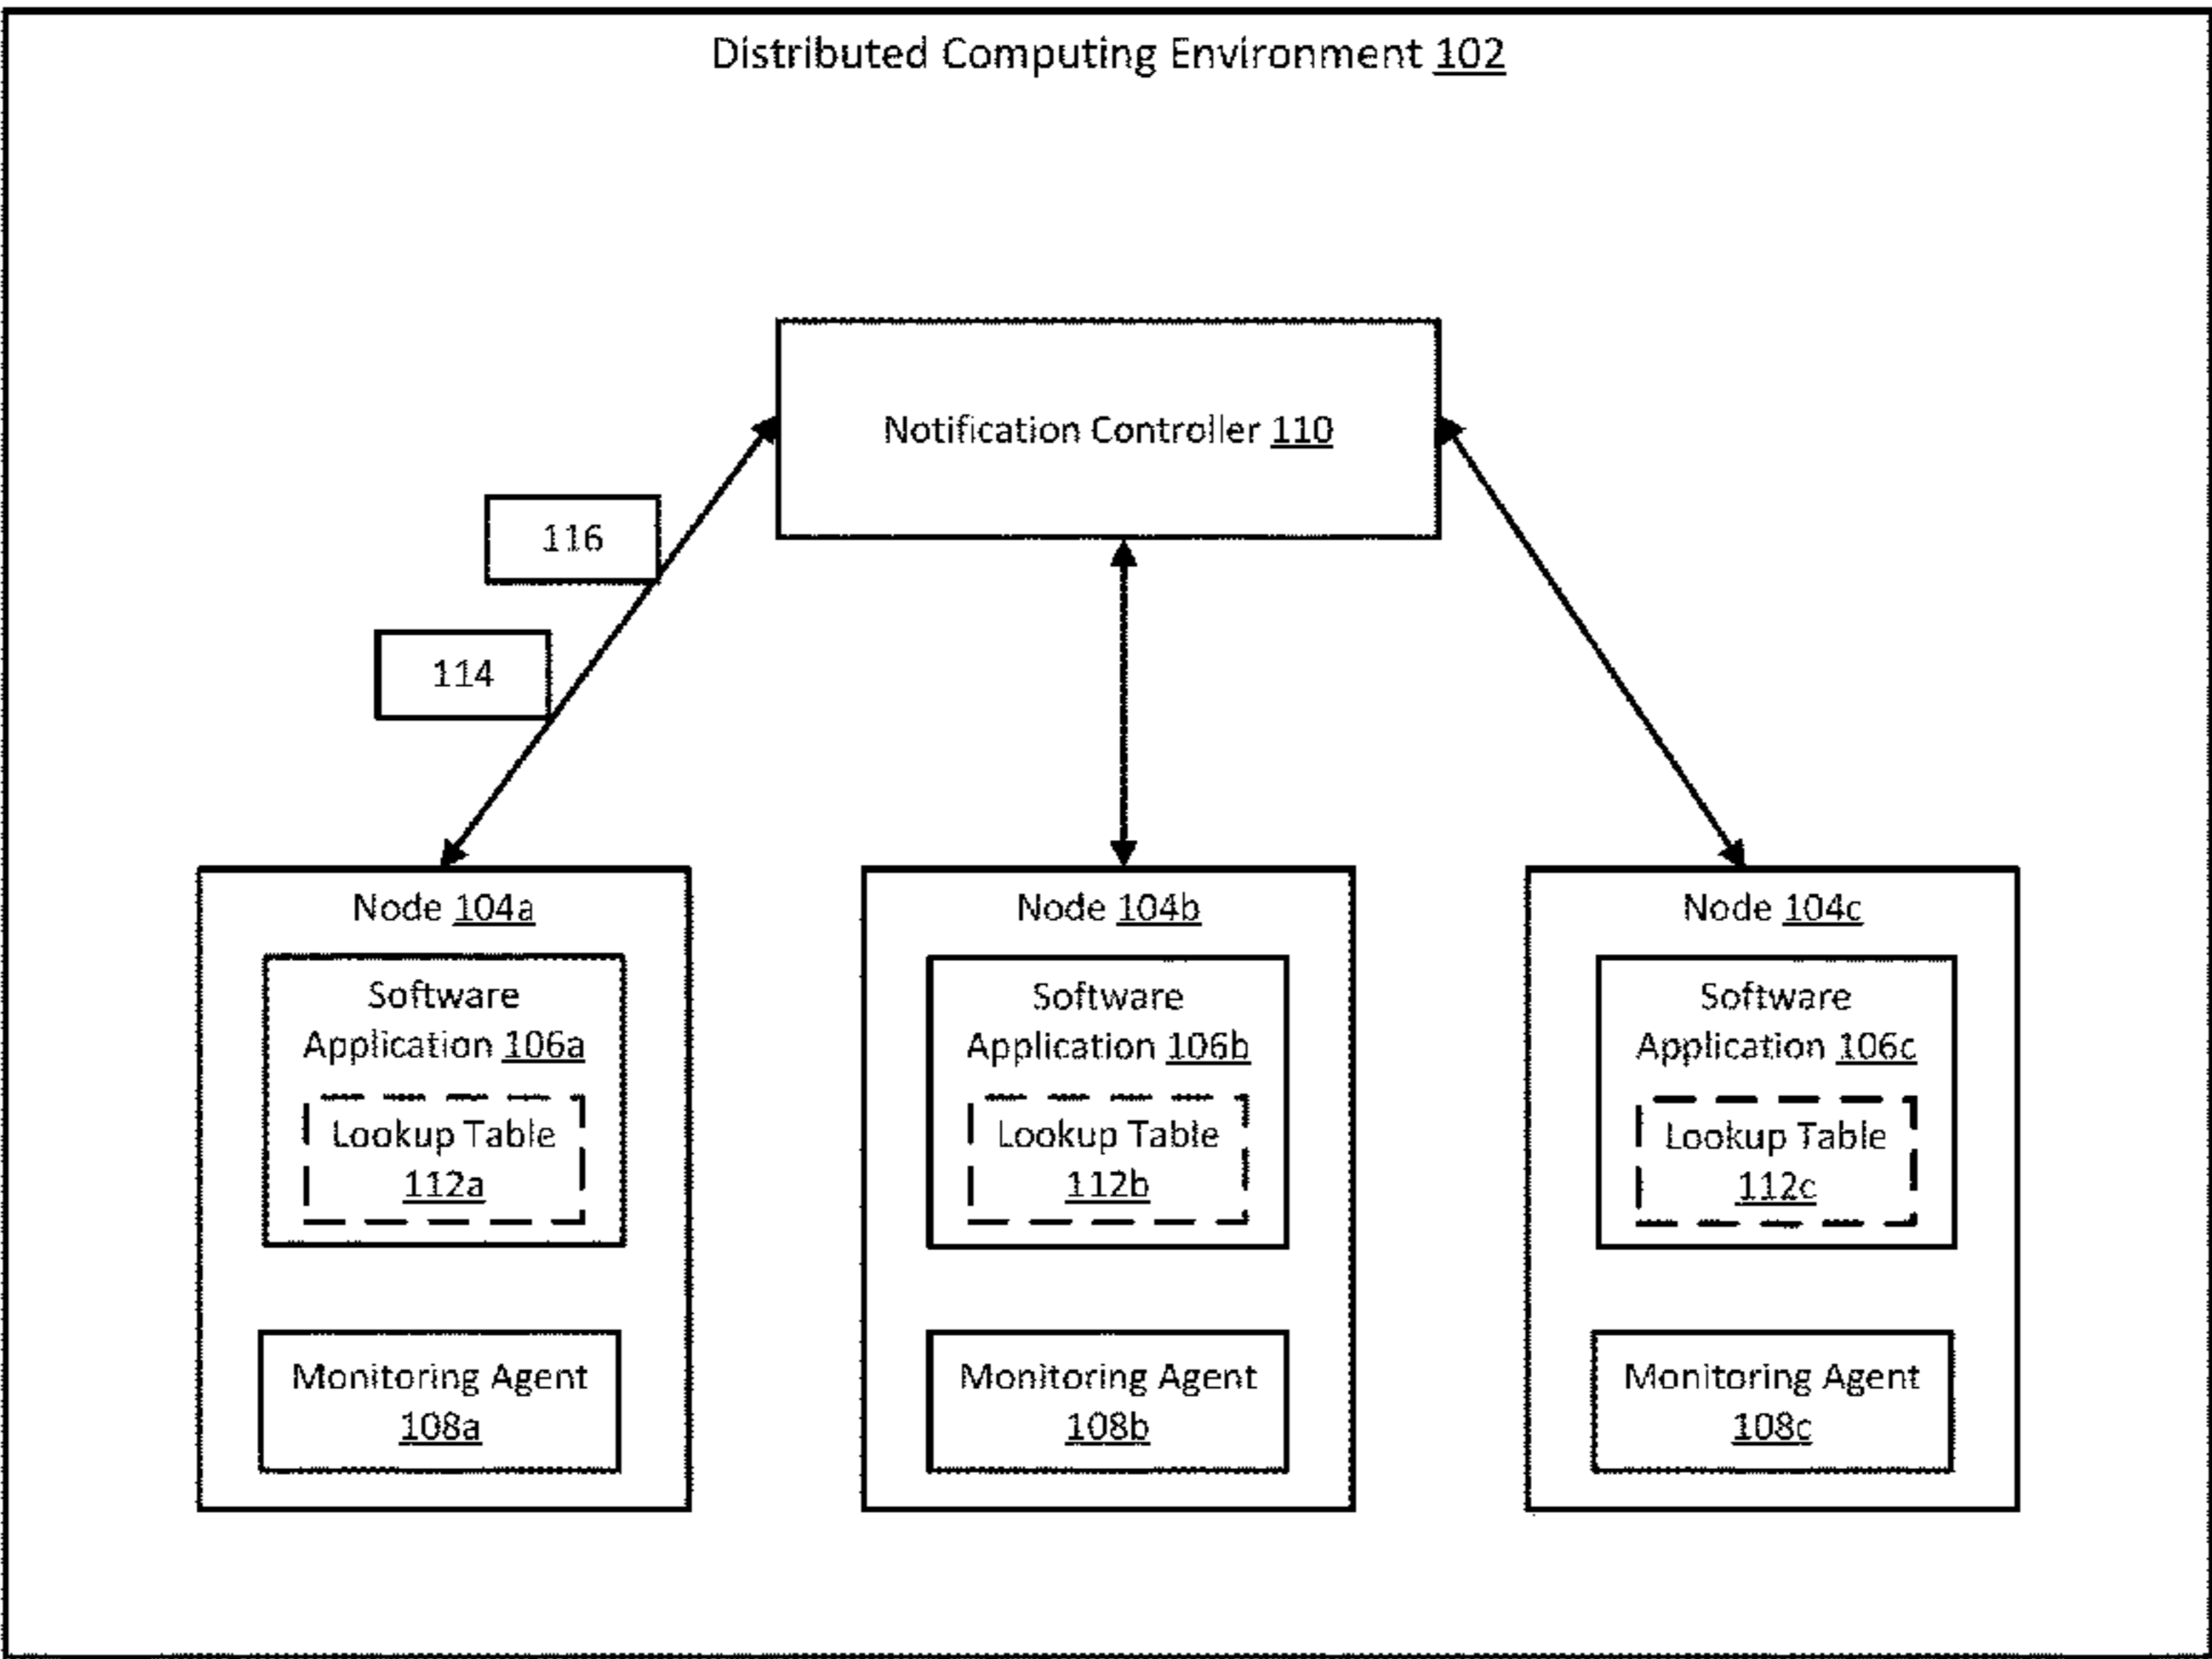 Distributed Computing Environment 102
Notification Controller 110
116
114
Node 104a
Software
Application 106a
Lookup Table
112a
Monitoring Agent
108a
Node 104b
Software
Application 106b
Lookup Table
112b
Monitoring Agent
108b
Node 104c
Software
Application 106c
Lookup Table
112c
Monitoring Agent
108c